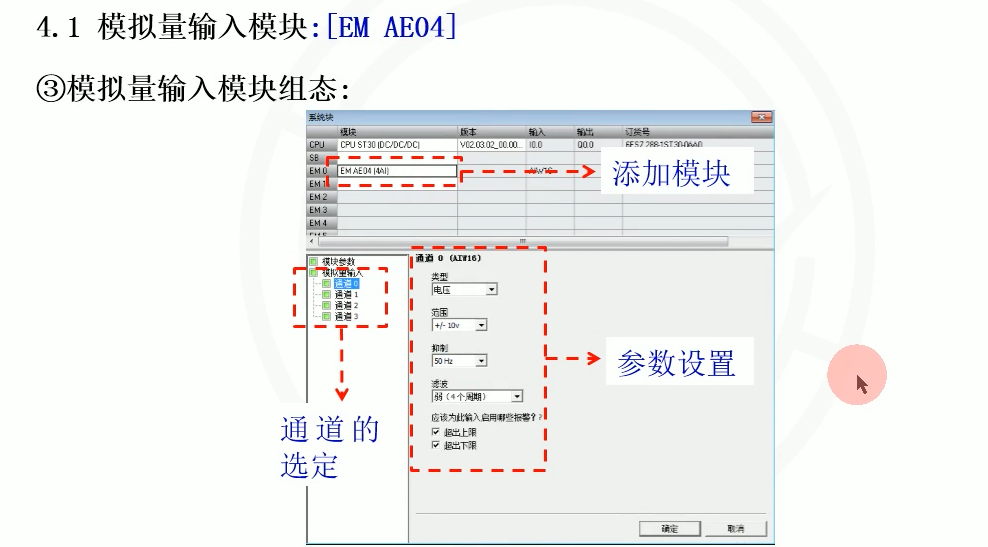 4.1 模拟量输入模块:[EM AE04]
③模拟量输入模块组态:
系统块
模块 版本 输入 输出 订货号
CPU CPU ST30 (DC/DC/DC) V02.03.02_00.00... I0.0 Q0.0 6ES7 288-1ST30-0AA0
SB
EM 0 EM AE04 (4AI) AIW16
添加模块
EM 1
EM 2
EM 3
EM 4
EM 5
模块参数
模拟量输入
通道 0
通道 1
通道 2
通道 3
通道的
选定
通道 0 (AIW16)
类型
电压
范围
+/- 10v
抑制
50 Hz
滤波
弱 (4个周期)
应该为此输入启用哪些报警? ?
超出上限
超出下限
参数设置
确定 取消